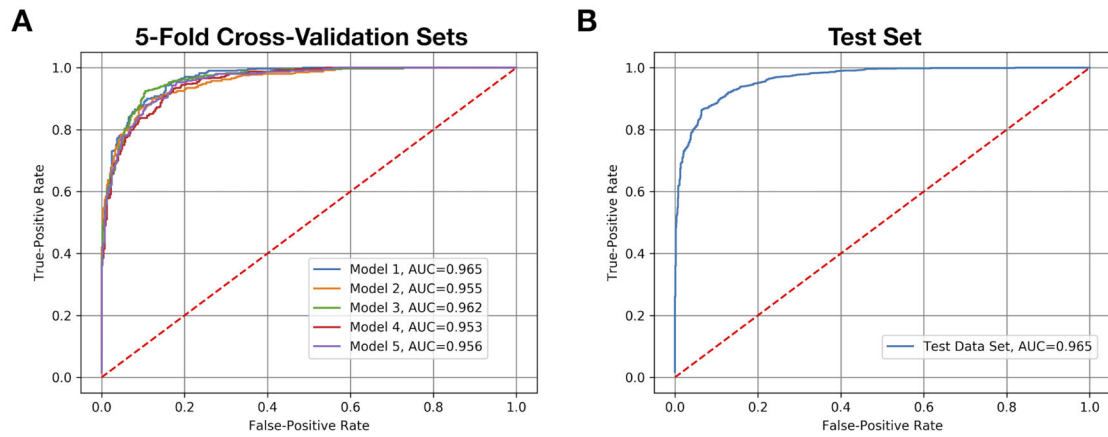 A
5-Fold Cross-Validation Sets
True-Positive Rate
1.0
0.8
0.6
0.4
0.2
0.0
Model 1, AUC=0.965
Model 2, AUC=0.955
Model 3, AUC=0.962
Model 4, AUC=0.953
Model 5, AUC=0.956
0.0 0.2 0.4 0.6 0.8 1.0
False-Positive Rate
B
Test Set
True-Positive Rate
1.0
0.8
0.6
0.4
0.2
0.0
Test Data Set, AUC=0.965
0.0 0.2 0.4 0.6 0.8 1.0
False-Positive Rate